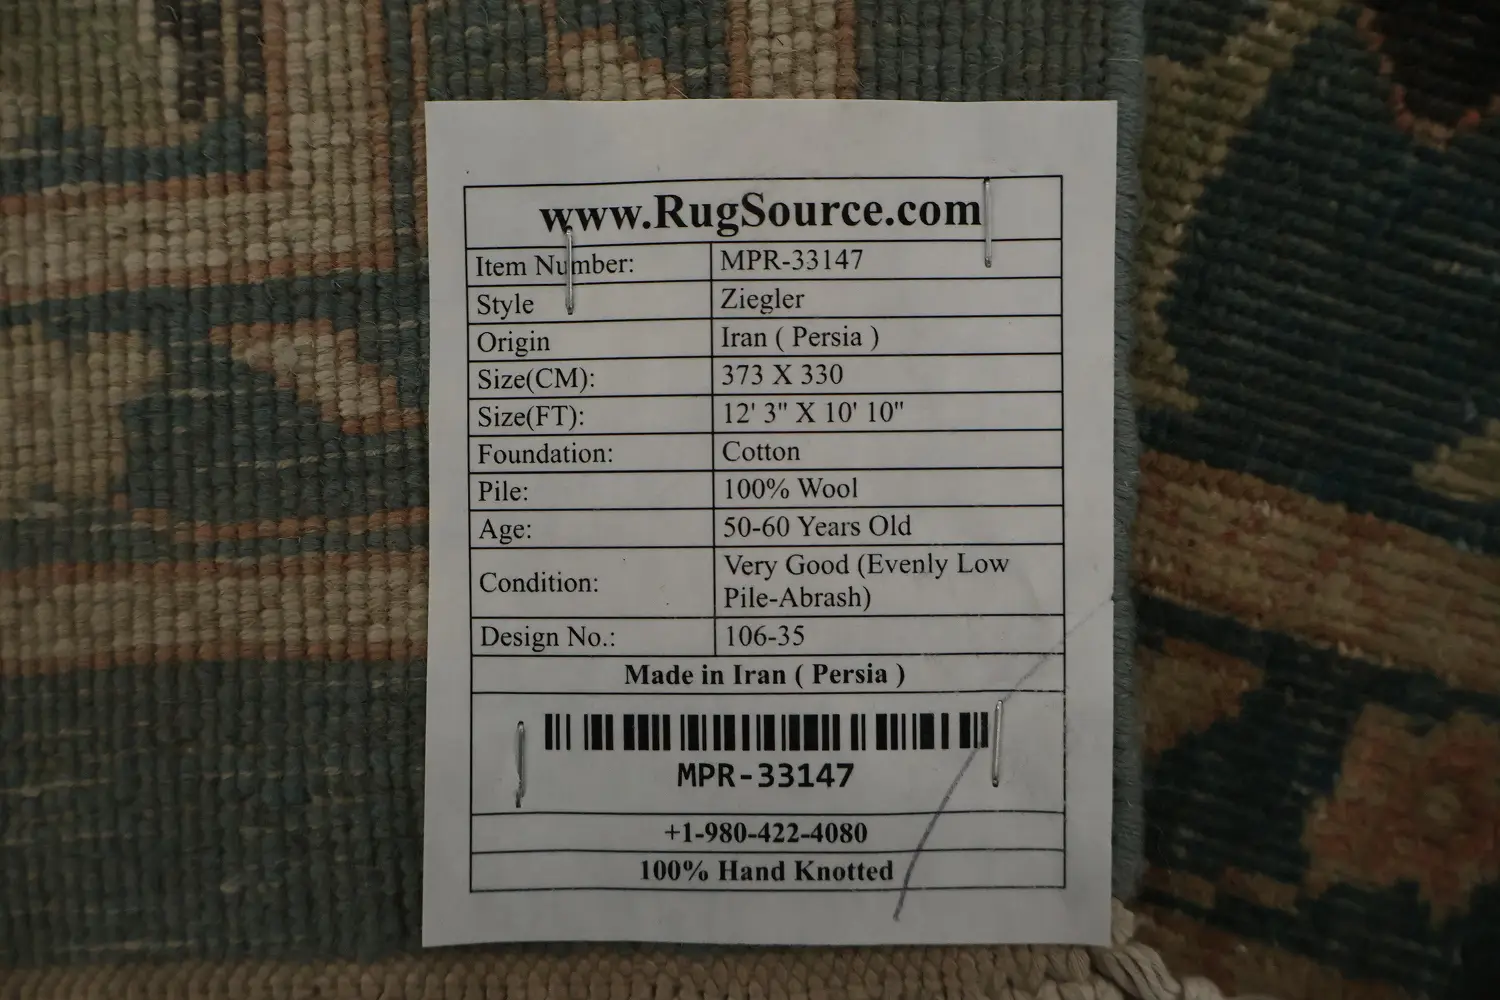 www.RugSource.com
Item Number: MPR-33147
Style Ziegler
Origin Iran ( Persia )
Size(CM): 373 X 330
Size(FT): 12' 3" X 10' 10"
Foundation: Cotton
Pile: 100% Wool
Age: 50-60 Years Old
Condition: Very Good (Evenly Low
Pile-Abrash)
Design No.: 106-35
Made in Iran ( Persia )
MPR-33147
+1-980-422-4080
100% Hand Knotted